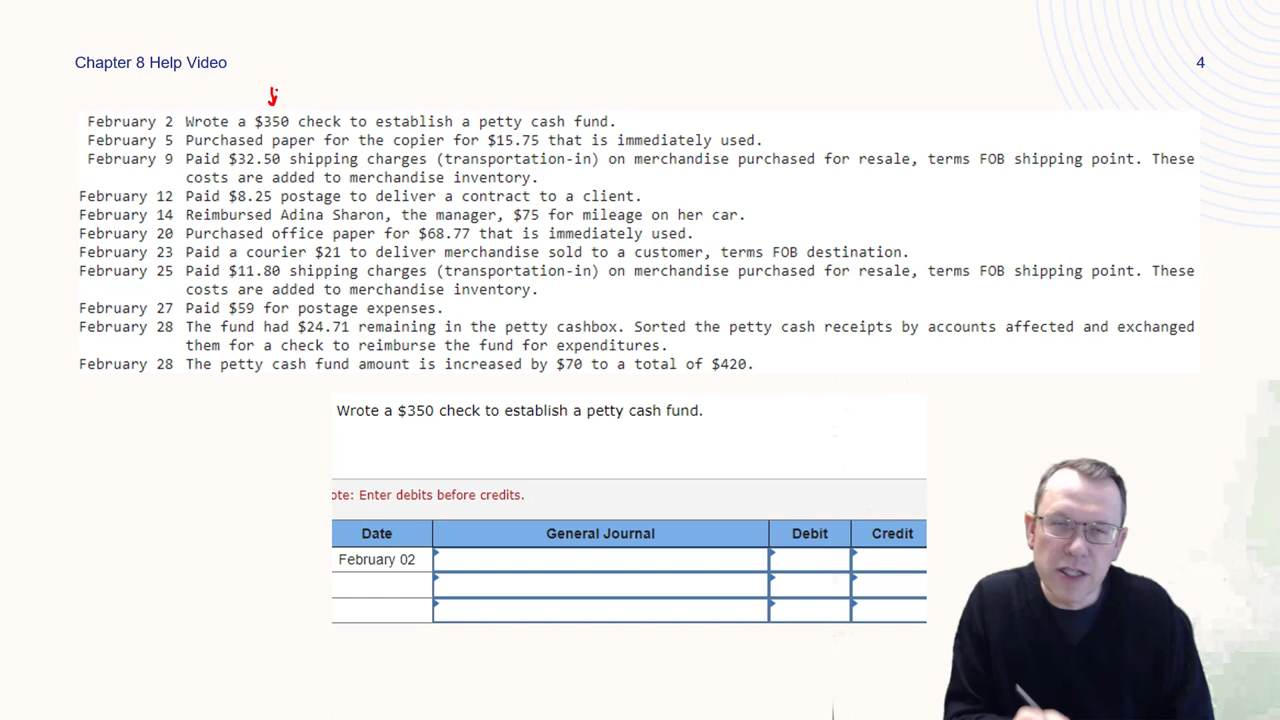 Chapter 8 Help Video
4
February 2 Wrote a $350 check to establish a petty cash fund.
February 5 Purchased paper for the copier for $15.75 that is immediately used.
February 9 Paid $32.50 shipping charges (transportation-in) on merchandise purchased for resale, terms FOB shipping point. These
costs are added to merchandise inventory.
February 12 Paid $8.25 postage to deliver a contract to a client.
February 14 Reimbursed Adina Sharon, the manager, $75 for mileage on her car.
February 20 Purchased office paper for $68.77 that is immediately used.
February 23 Paid a courier $21 to deliver merchandise sold to a customer, terms FOB destination.
February 25 Paid $11.80 shipping charges (transportation-in) on merchandise purchased for resale, terms FOB shipping point. These
costs are added to merchandise inventory.
February 27 Paid $59 for postage expenses.
February 28 The fund had $24.71 remaining in the petty cashbox. Sorted the petty cash receipts by accounts affected and exchanged
them for a check to reimburse the fund for expenditures.
February 28 The petty cash fund amount is increased by $70 to a total of $420.
Wrote a $350 check to establish a petty cash fund.
ote: Enter debits before credits.
Date General Journal Debit Credit
February 02